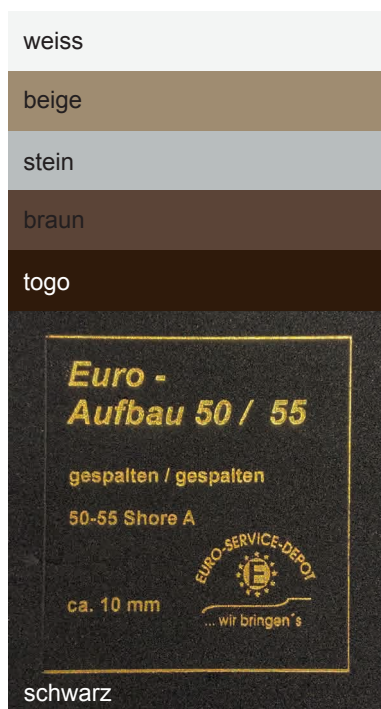 weiss
beige
stein
braun
togo
Euro -
Aufbau 50 / 55
gespalten / gespalten
50-55 Shore A
EURO-SERVICE-DEPOT
E
ca. 10 mm
... wir bringen´s
schwarz